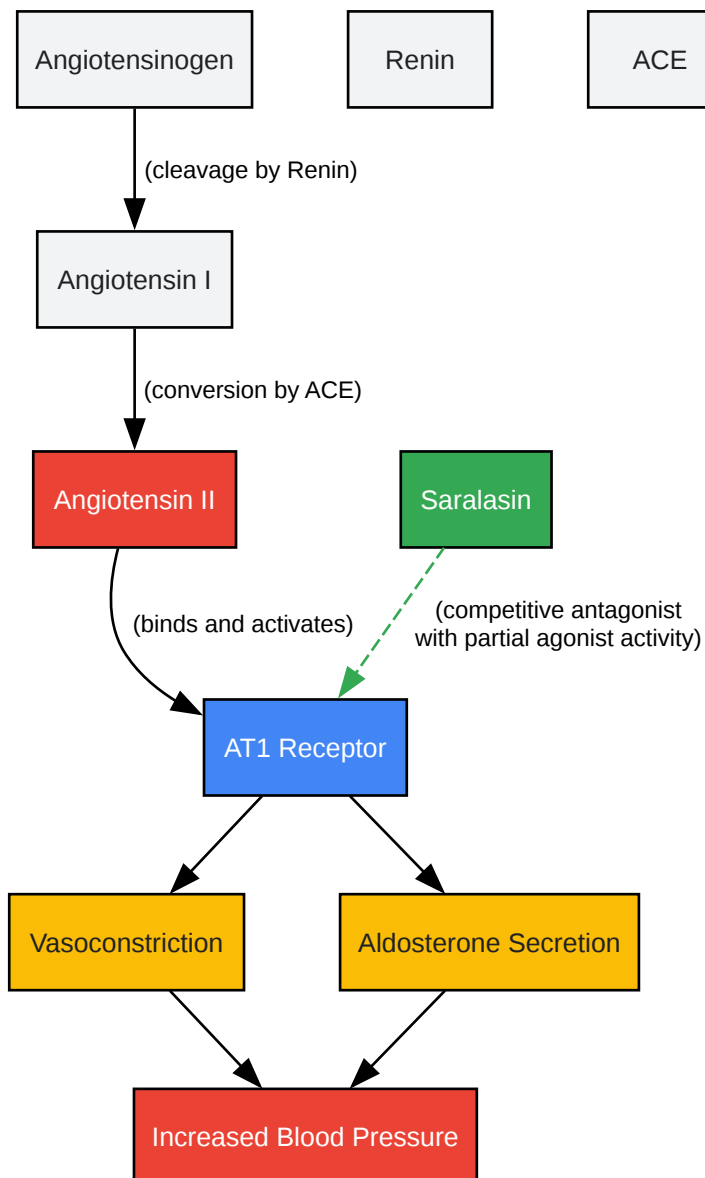 Angiotensinogen
Renin
ACE
(cleavage by Renin)
Angiotensin I
(conversion by ACE)
Angiotensin II
Saralasin
(binds and activates)
(competitive antagonist
with partial agonist activity)
AT1 Receptor
Vasoconstriction
Aldosterone Secretion
Increased Blood Pressure